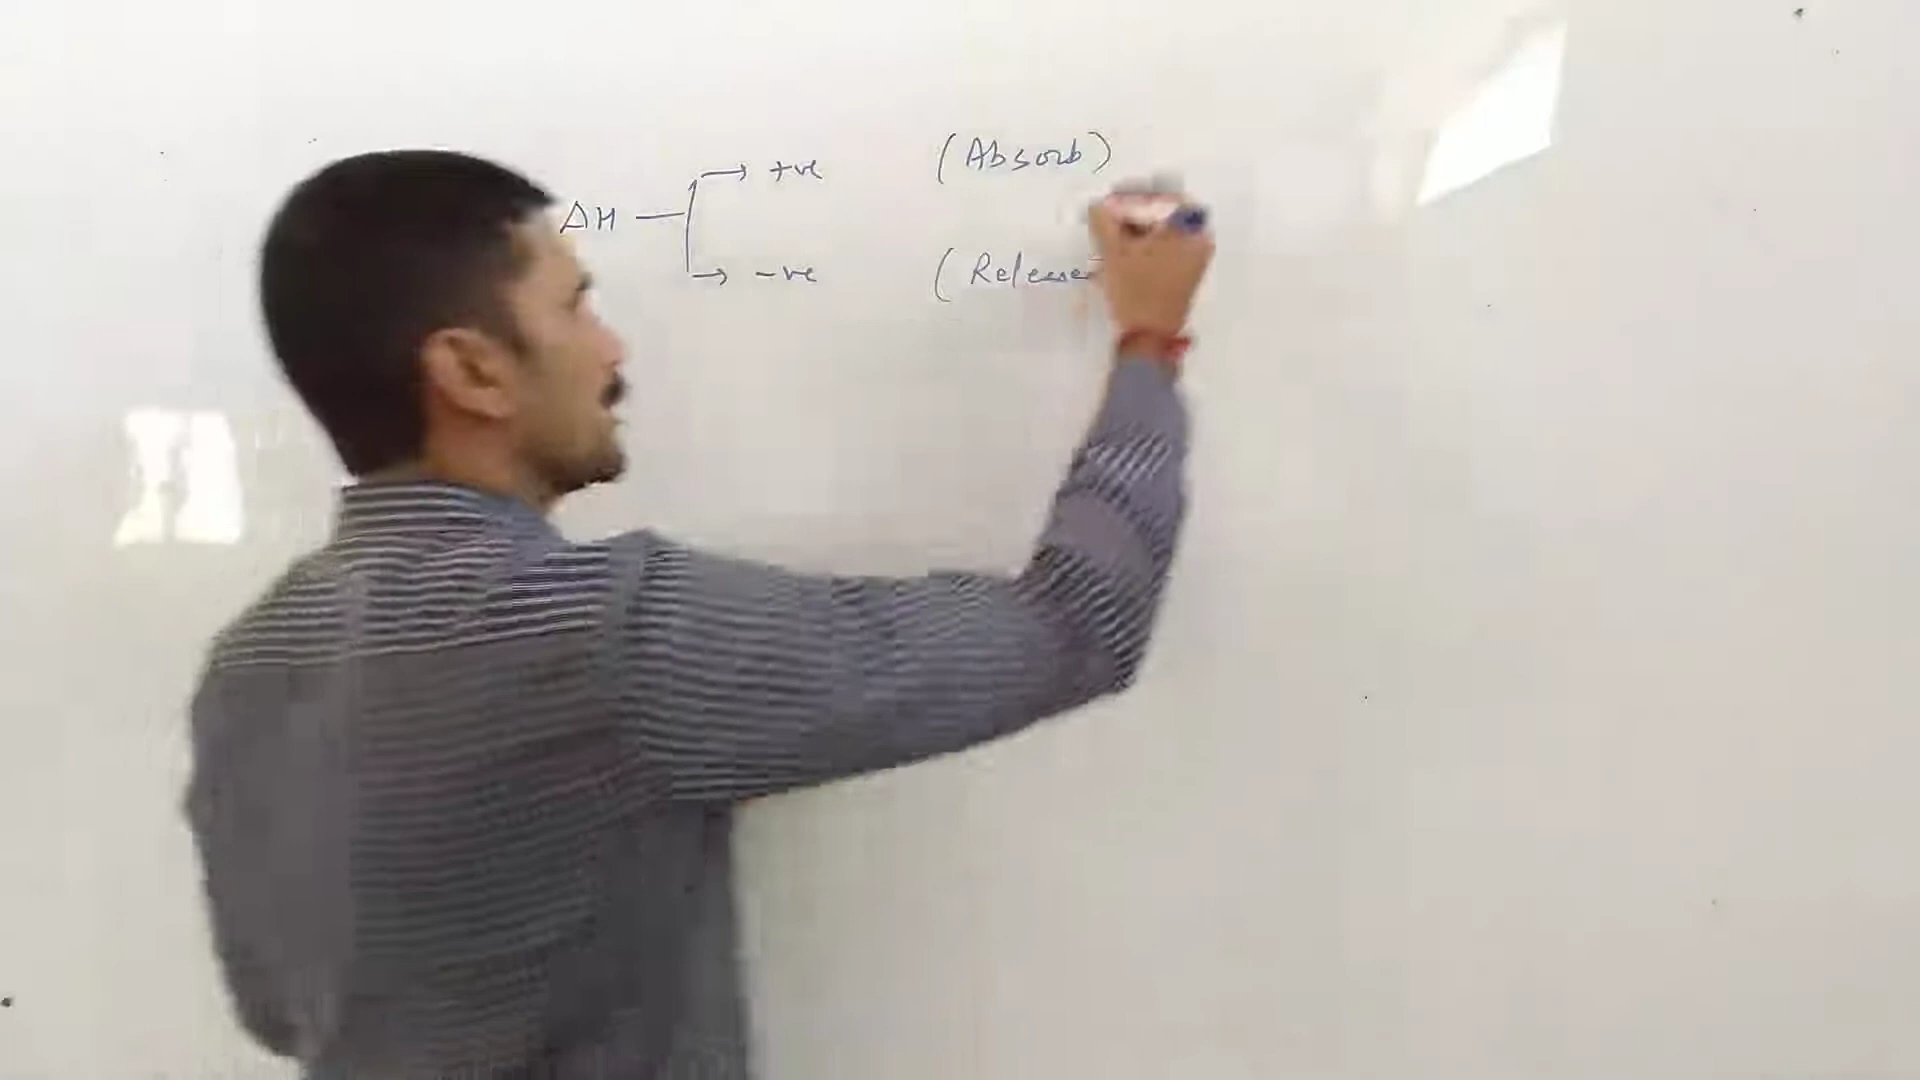 → +ve (Absorb)
ΔH —
→ -ve (Release